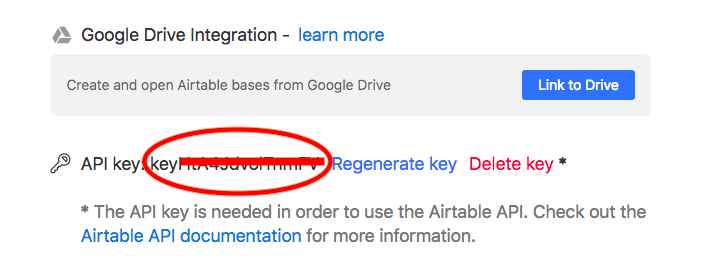 Google Drive Integration - learn more
Create and open Airtable bases from Google Drive
Link to Drive
API key: key Regenerate key Delete key *
* The API key is needed in order to use the Airtable API. Check out the
Airtable API documentation for more information.